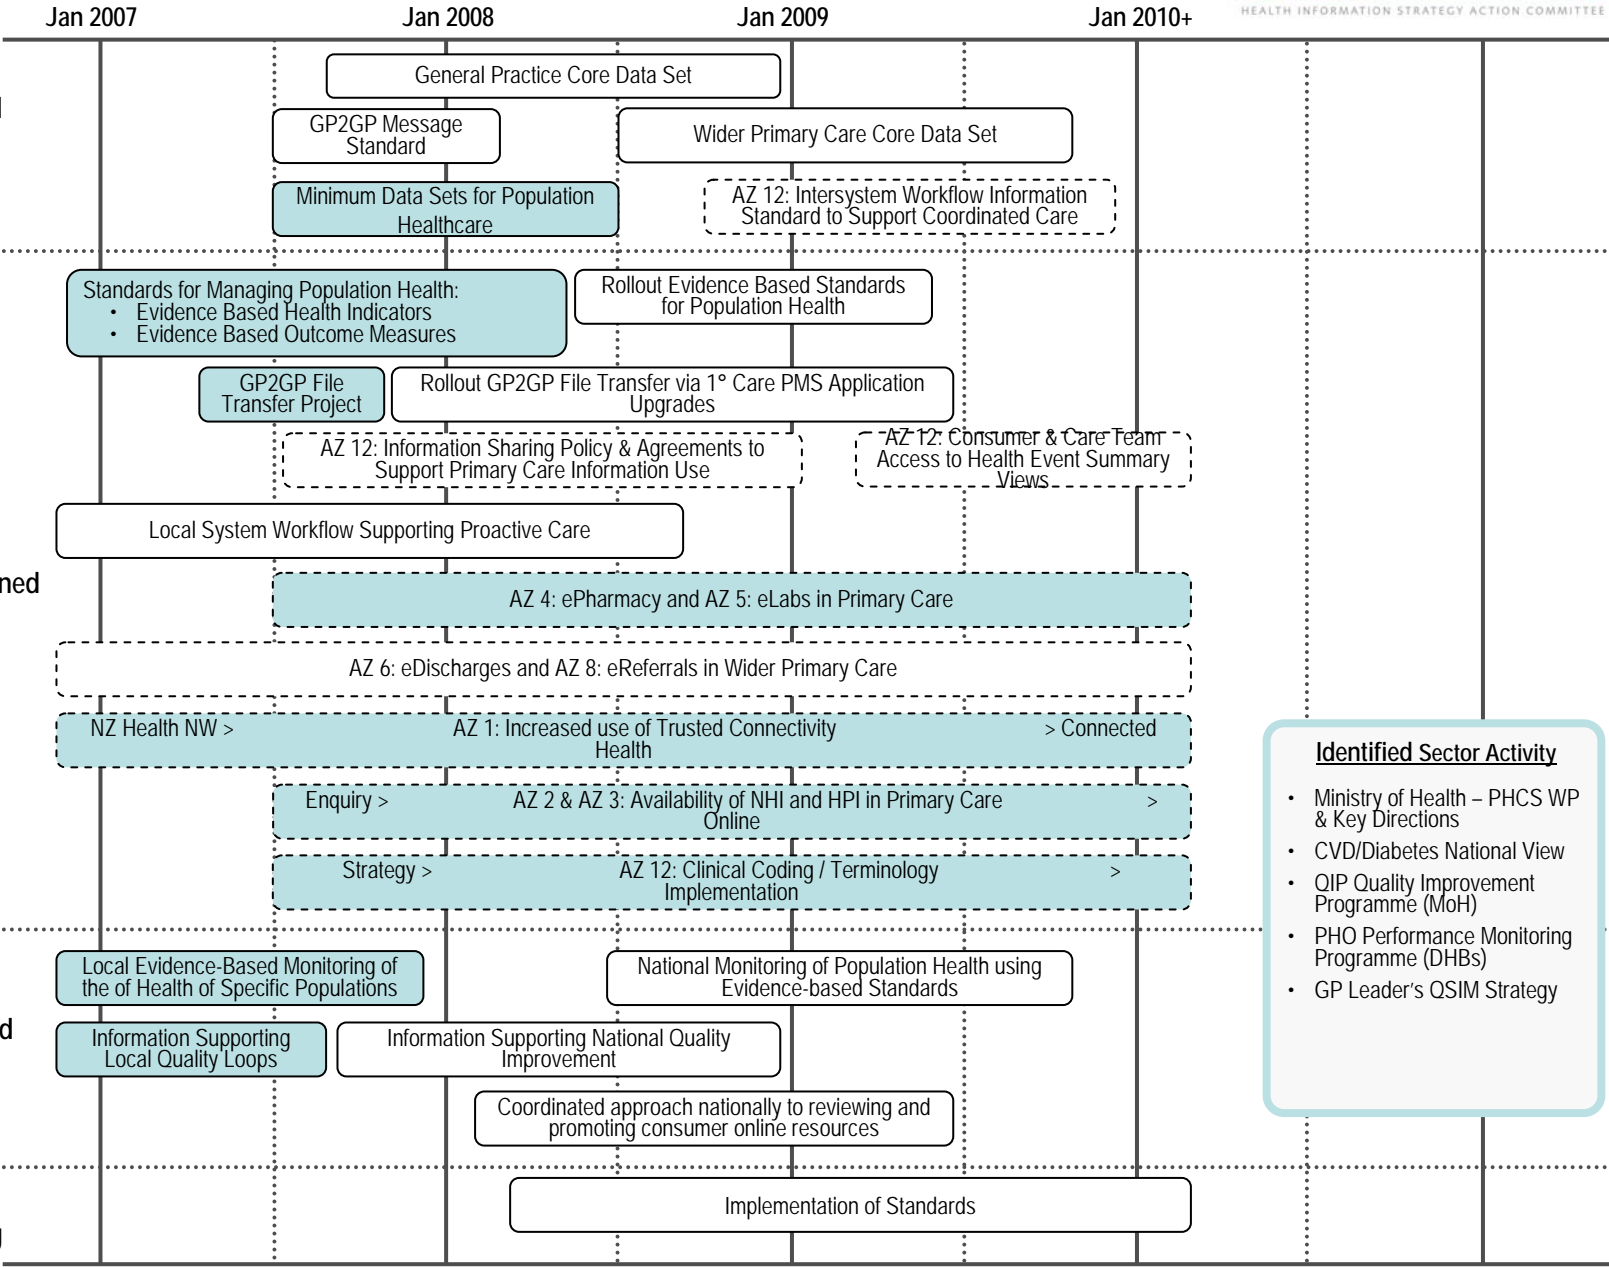 Jan 2007 Jan 2008 Jan 2009 Jan 2010+
HEALTH INFORMATION STRATEGY ACTION COMMITTEE
General Practice Core Data Set
GP2GP Message
Standard
Wider Primary Care Core Data Set
Minimum Data Sets for Population
Healthcare
AZ 12: Intersystem Workflow Information
Standard to Support Coordinated Care
Standards for Managing Population Health:
• Evidence Based Health Indicators
• Evidence Based Outcome Measures
Rollout Evidence Based Standards
for Population Health
GP2GP File
Transfer Project
Rollout GP2GP File Transfer via 1° Care PMS Application
Upgrades
AZ 12: Information Sharing Policy & Agreements to
Support Primary Care Information Use
AZ 12: Consumer & Care Team
Access to Health Event Summary
Views
Local System Workflow Supporting Proactive Care
ned
AZ 4: ePharmacy and AZ 5: eLabs in Primary Care
AZ 6: eDischarges and AZ 8: eReferrals in Wider Primary Care
NZ Health NW > AZ 1: Increased use of Trusted Connectivity > Connected
Health
Enquiry > AZ 2 & AZ 3: Availability of NHI and HPI in Primary Care >
Online
Strategy > AZ 12: Clinical Coding / Terminology >
Implementation
Identified Sector Activity
• Ministry of Health – PHCS WP
& Key Directions
• CVD/Diabetes National View
• QIP Quality Improvement
Programme (MoH)
• PHO Performance Monitoring
Programme (DHBs)
• GP Leader's QSIM Strategy
Local Evidence-Based Monitoring of
the of Health of Specific Populations
National Monitoring of Population Health using
Evidence-based Standards
d
Information Supporting
Local Quality Loops
Information Supporting National Quality
Improvement
Coordinated approach nationally to reviewing and
promoting consumer online resources
Implementation of Standards